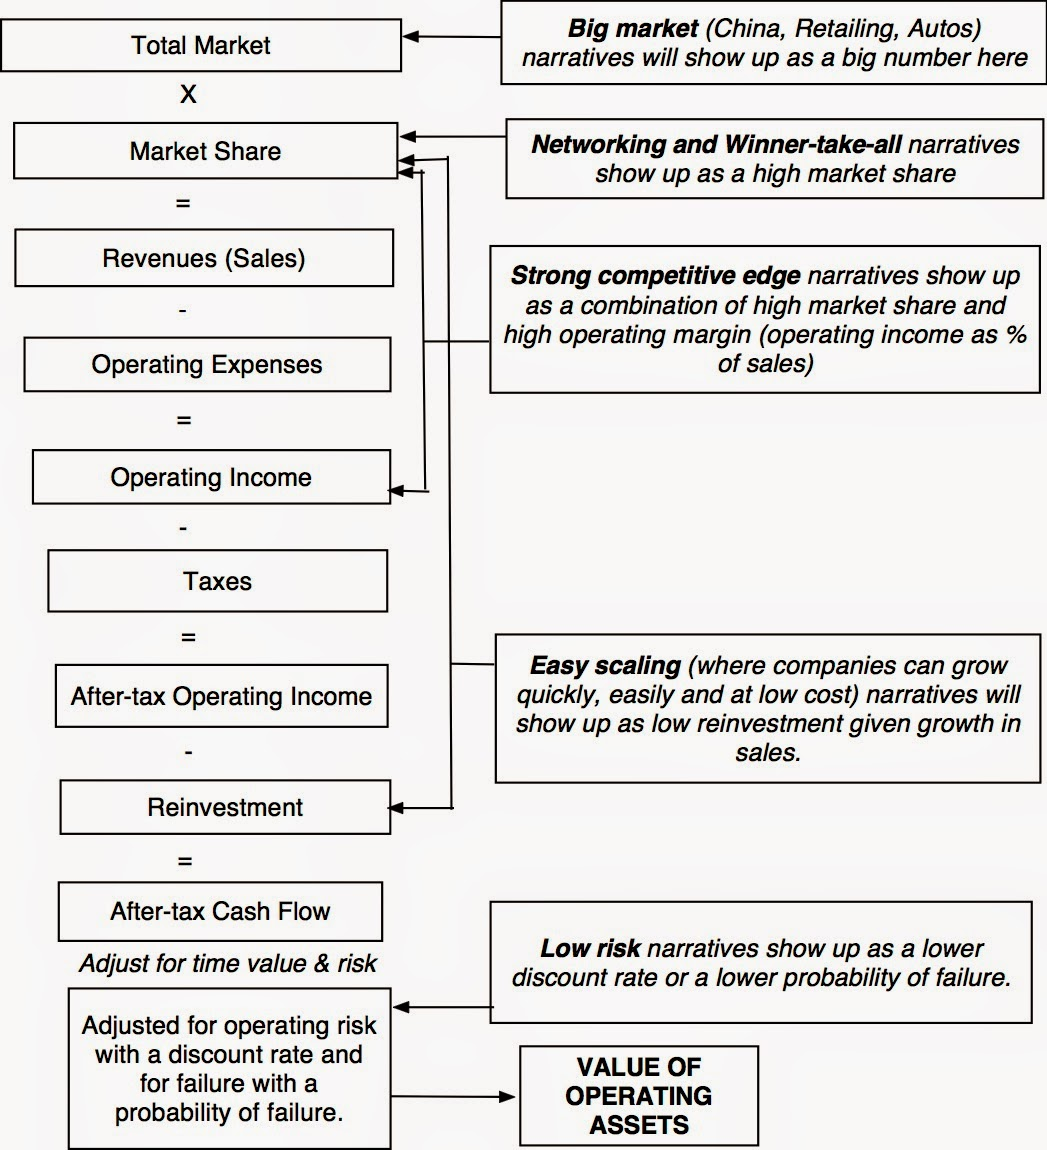 Total Market
Big market (China, Retailing, Autos)
narratives will show up as a big number here
X
Market Share
Networking and Winner-take-all narratives
show up as a high market share
=
Revenues (Sales)
Strong competitive edge narratives show up
as a combination of high market share and
high operating margin (operating income as %
of sales)
-
Operating Expenses
=
Operating Income
-
Taxes
=
After-tax Operating Income
Easy scaling (where companies can grow
quickly, easily and at low cost) narratives will
show up as low reinvestment given growth in
sales.
-
Reinvestment
=
After-tax Cash Flow
Adjust for time value & risk
Low risk narratives show up as a lower
discount rate or a lower probability of failure.
Adjusted for operating risk
with a discount rate and
for failure with a
probability of failure.
VALUE OF
OPERATING
ASSETS